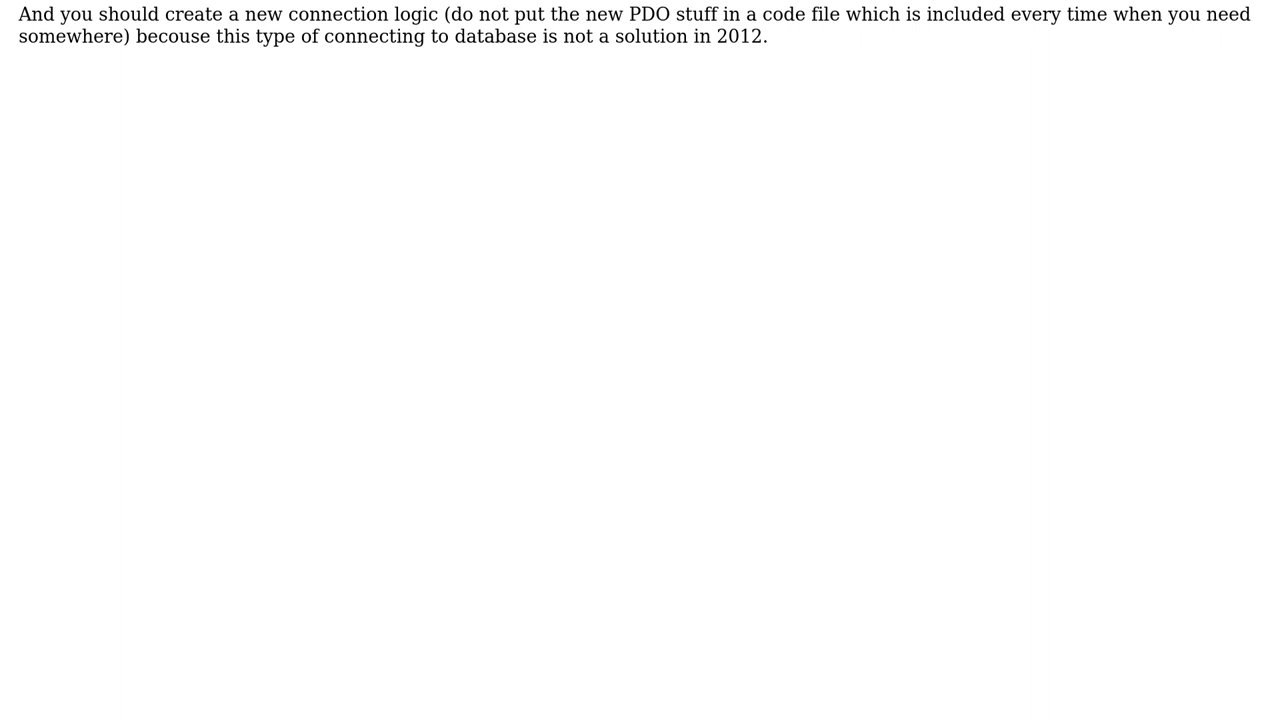 And you should create a new connection logic (do not put the new PDO stuff in a code file which is included every time when you need
somewhere) becouse this type of connecting to database is not a solution in 2012.